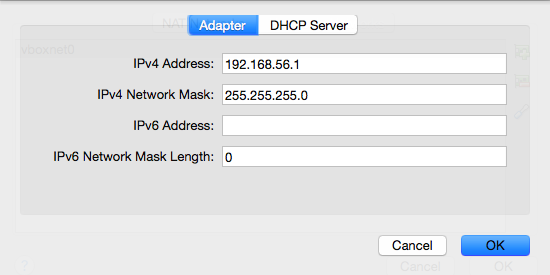 NAT
Adapter
DHCP Server
vboxnet0
IPv4 Address: 192.168.56.1
IPv4 Network Mask: 255.255.255.0
IPv6 Address:
IPv6 Network Mask Length: 0
Cancel
OK
?
Cancel
OK